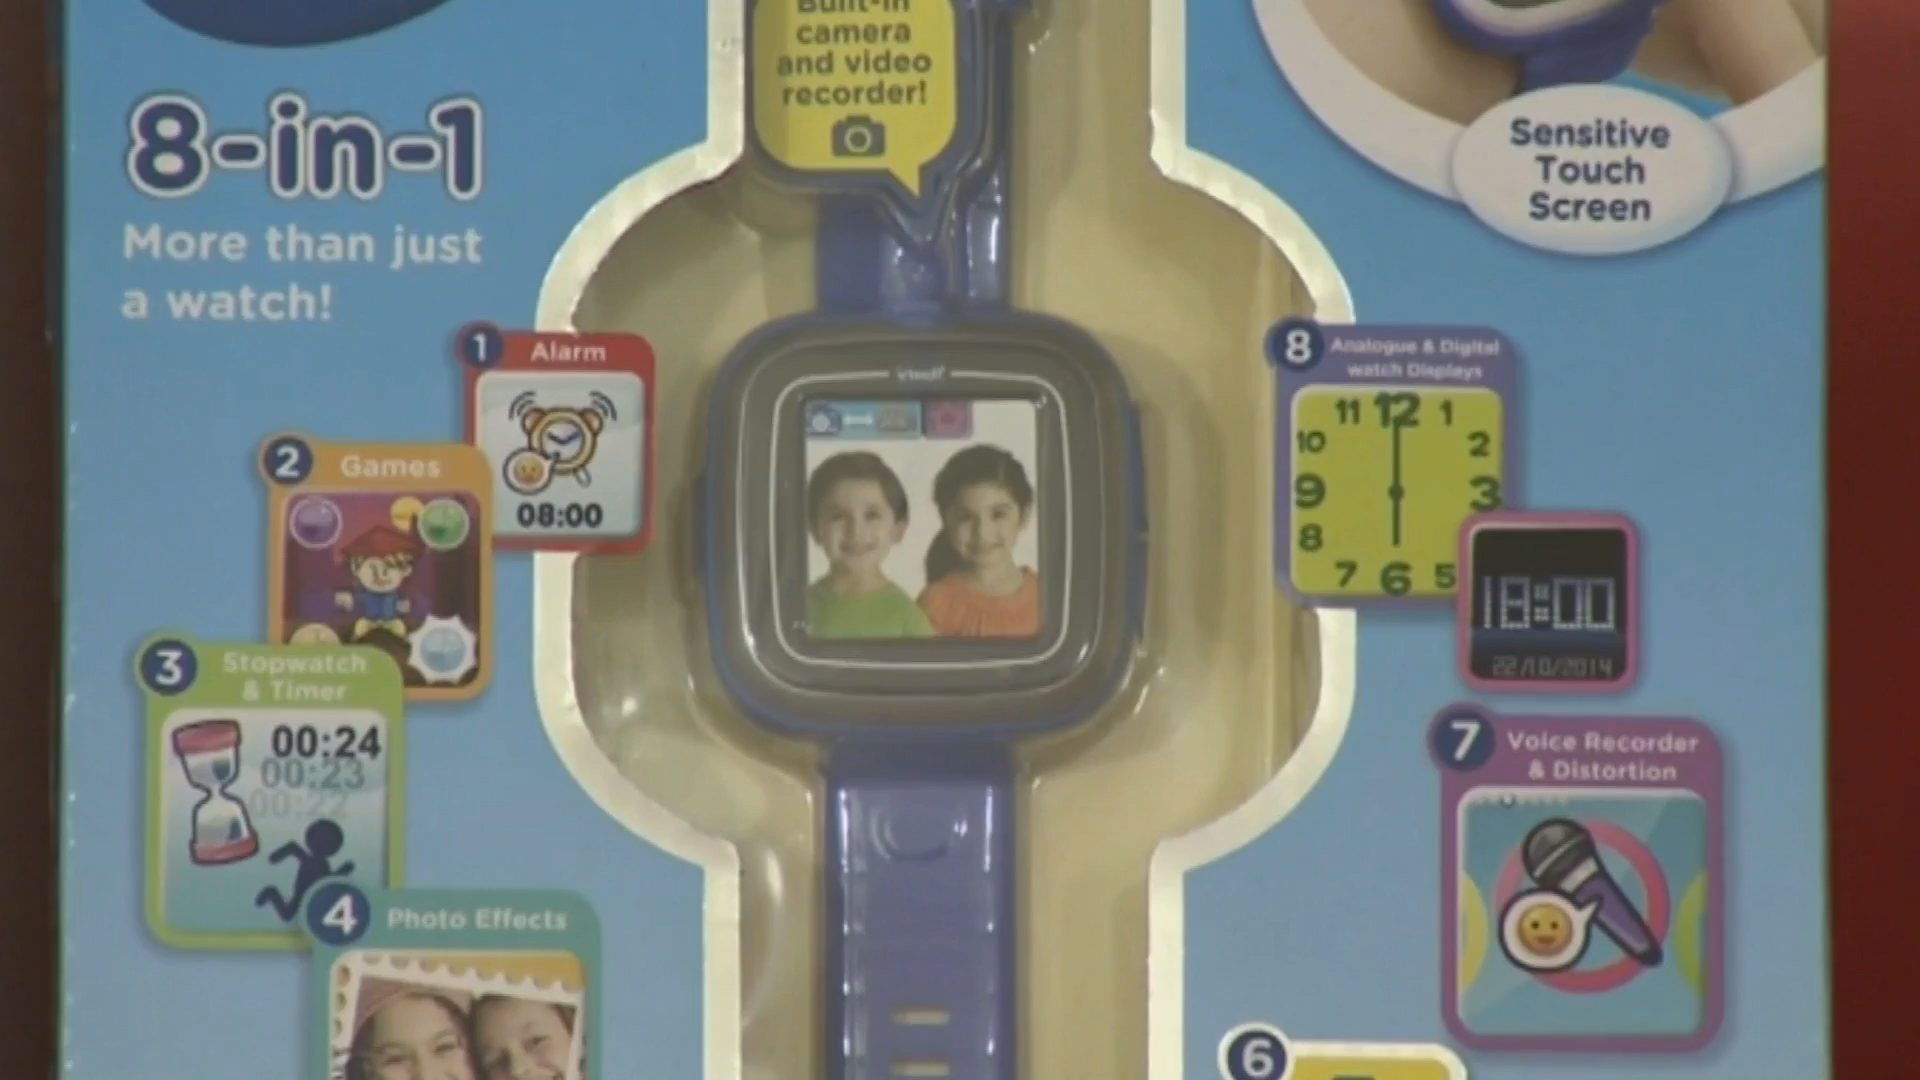 Built-in
camera
and video
recorder!
Sensitive
Touch
Screen
8-in-1
More than just
a watch!
1 Alarm
08:00
2 Games
3 Stopwatch
& Timer
00:24
00:23
00:22
4 Photo Effects
vtech
8 Analogue & Digital
watch Displays
11 12 1
10 2
9 3
8
7 6 5
18:00
22/10/2014
7 Voice Recorder
& Distortion
6